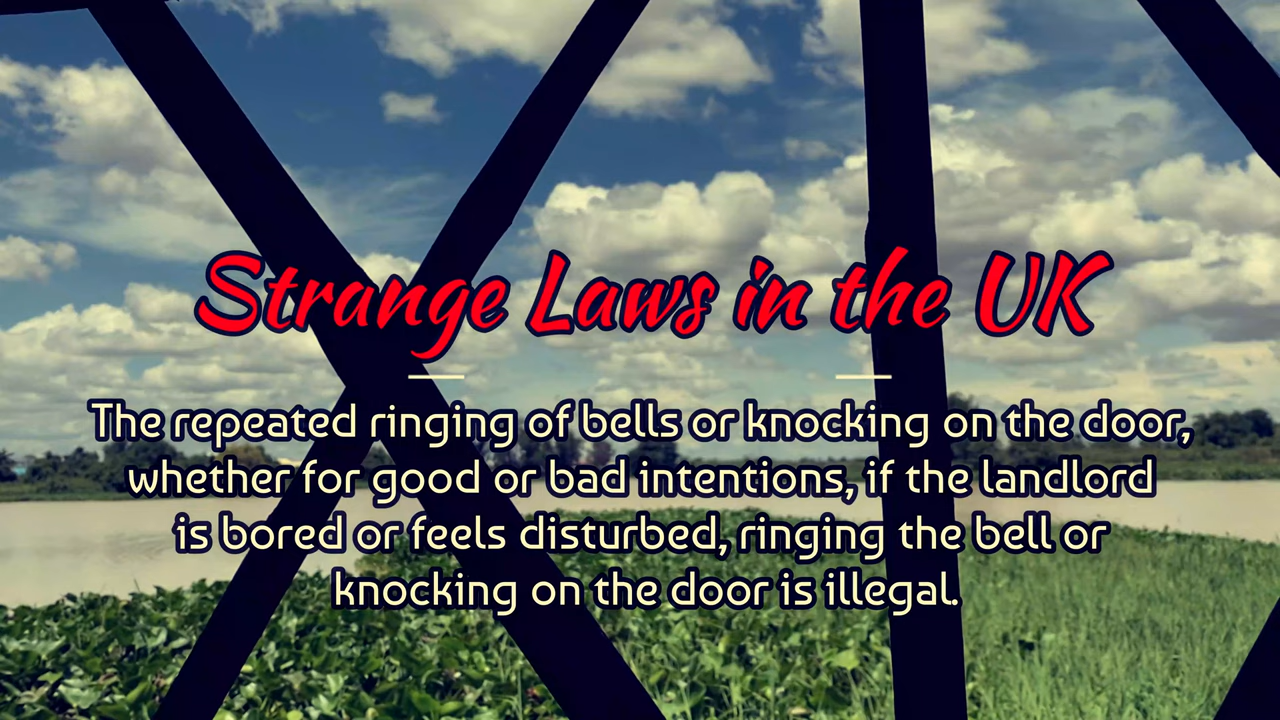 Strange Laws in the UK
The repeated ringing of bells or knocking on the door,
whether for good or bad intentions, if the landlord
is bored or feels disturbed, ringing the bell or
knocking on the door is illegal.